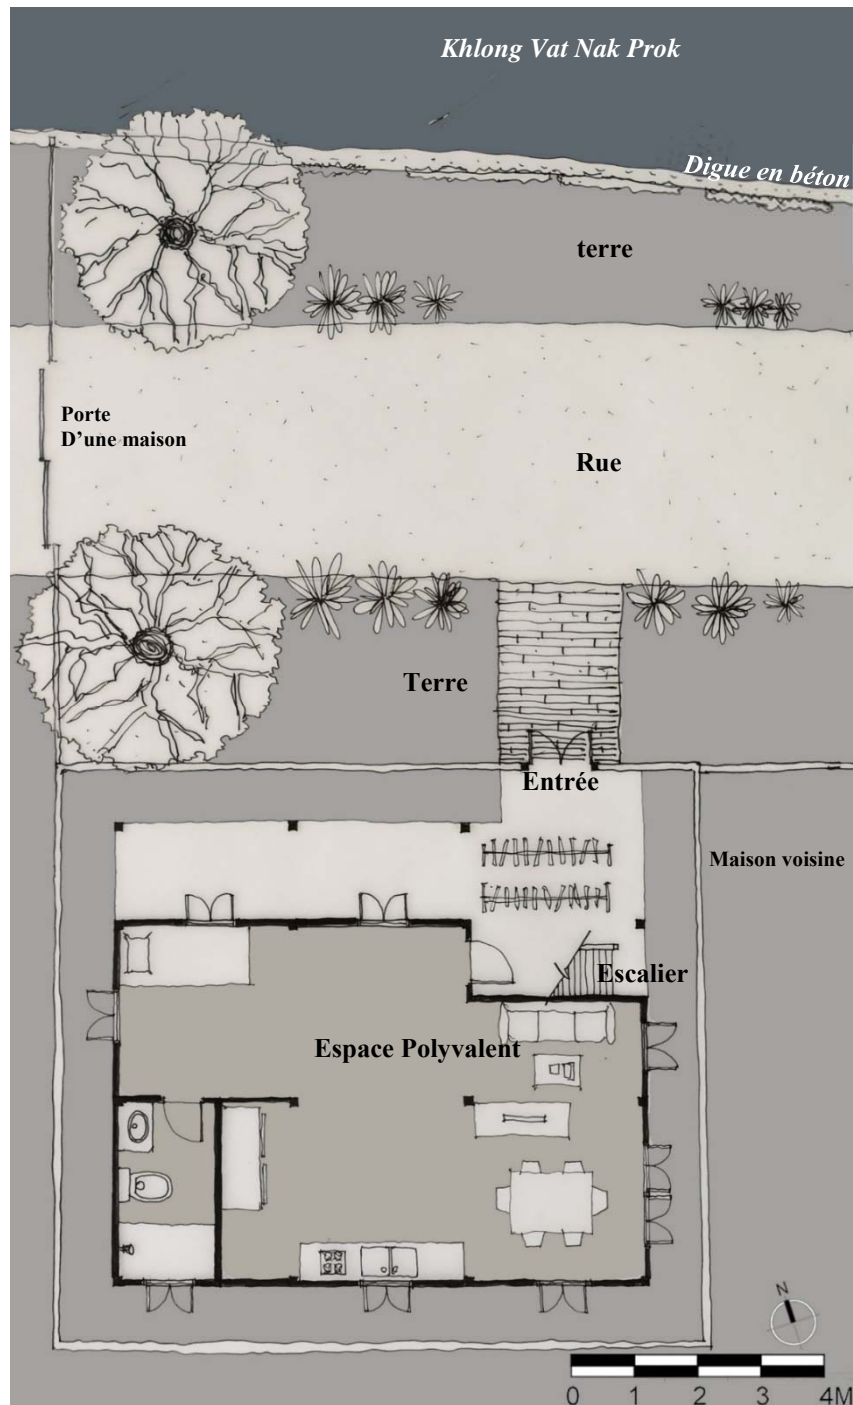 Khlong Vat Nak Prok
Digue en béton
terre
Porte
D’une maison
Rue
Terre
Entrée
Maison voisine
Escalier
Espace Polyvalent
N
0 1 2 3 4M